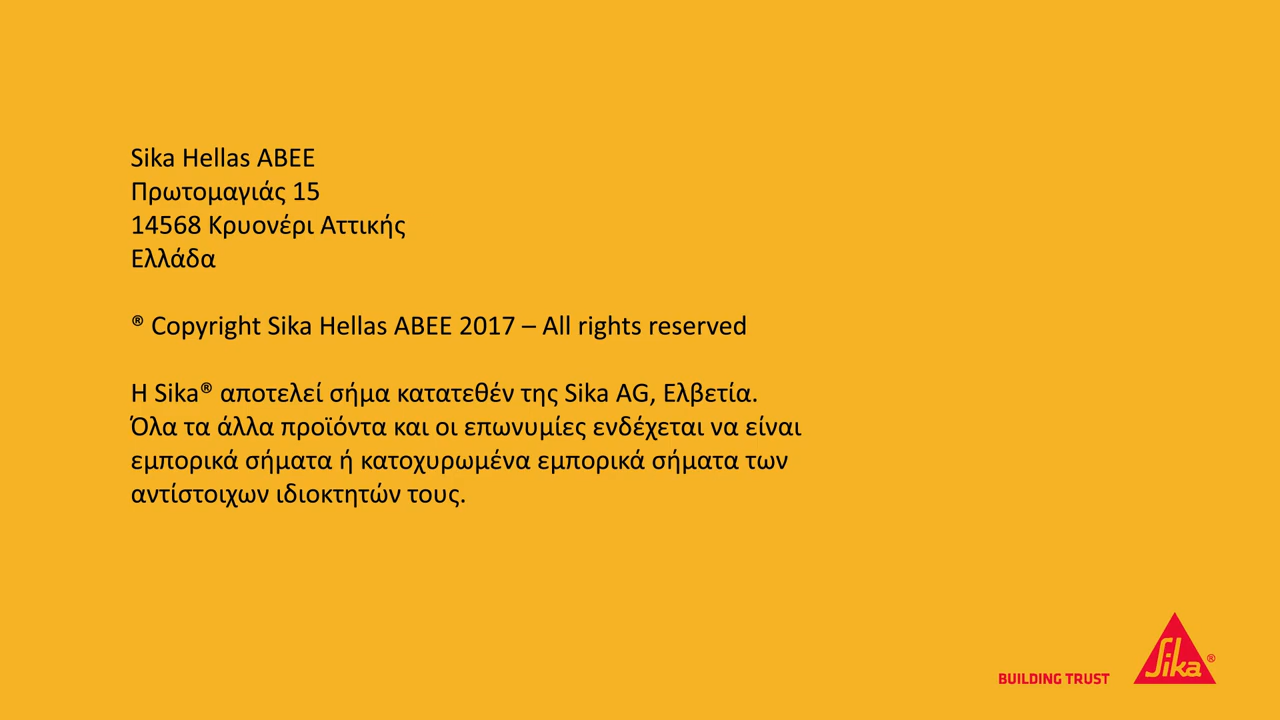 Sika Hellas ΑΒΕΕ
Πρωτομαγιάς 15
14568 Κρυονέρι Αττικής
Ελλάδα
® Copyright Sika Hellas ABEE 2017 – All rights reserved
Η Sika® αποτελεί σήμα κατατεθέν της Sika AG, Ελβετία.
Όλα τα άλλα προϊόντα και οι επωνυμίες ενδέχεται να είναι
εμπορικά σήματα ή κατοχυρωμένα εμπορικά σήματα των
αντίστοιχων ιδιοκτητών τους.
BUILDING TRUST
Sika®